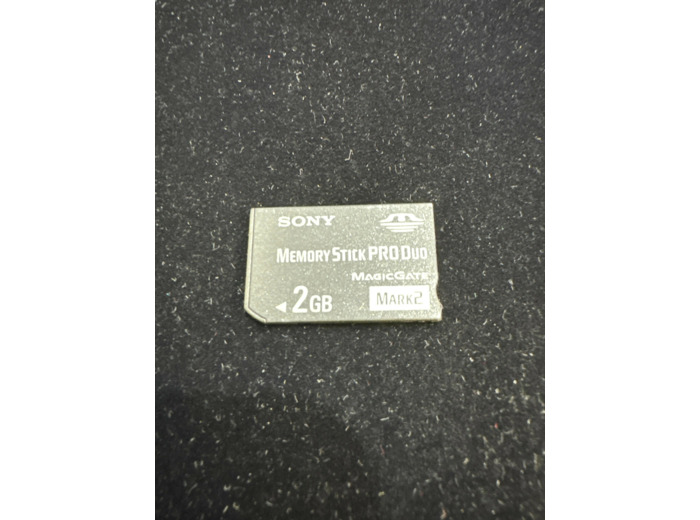 SONY
MEMORY STICK PRO DUO
MAGICGATE
2GB
MARK2